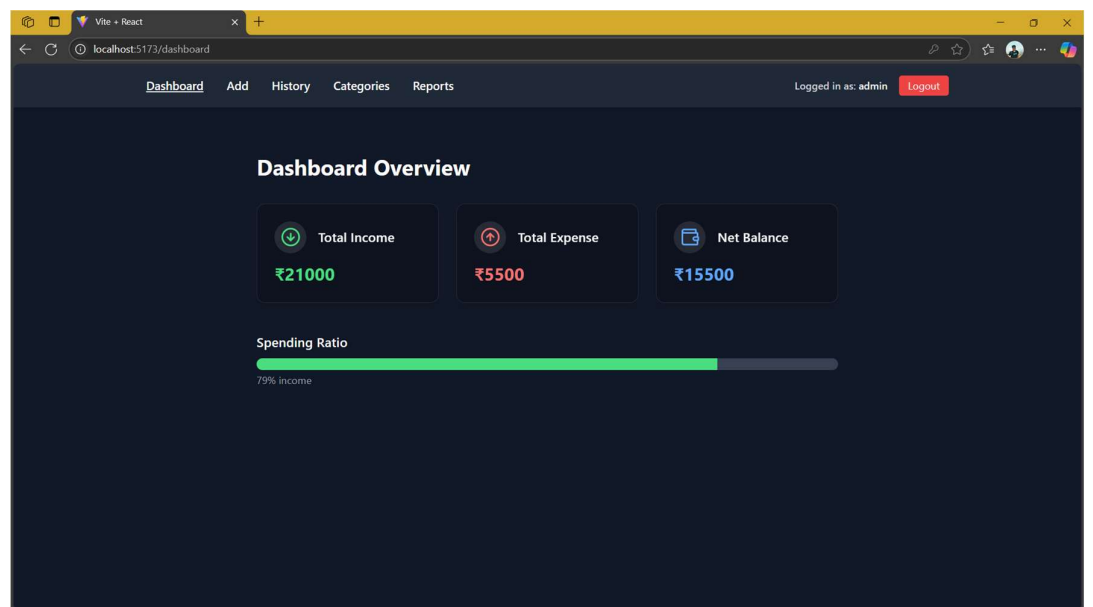 Vite + React
localhost:5173/dashboard
Dashboard Add History Categories Reports Logged in as: admin Logout
Dashboard Overview
Total Income Total Expense Net Balance
₹21000 ₹5500 ₹15500
Spending Ratio
79% income